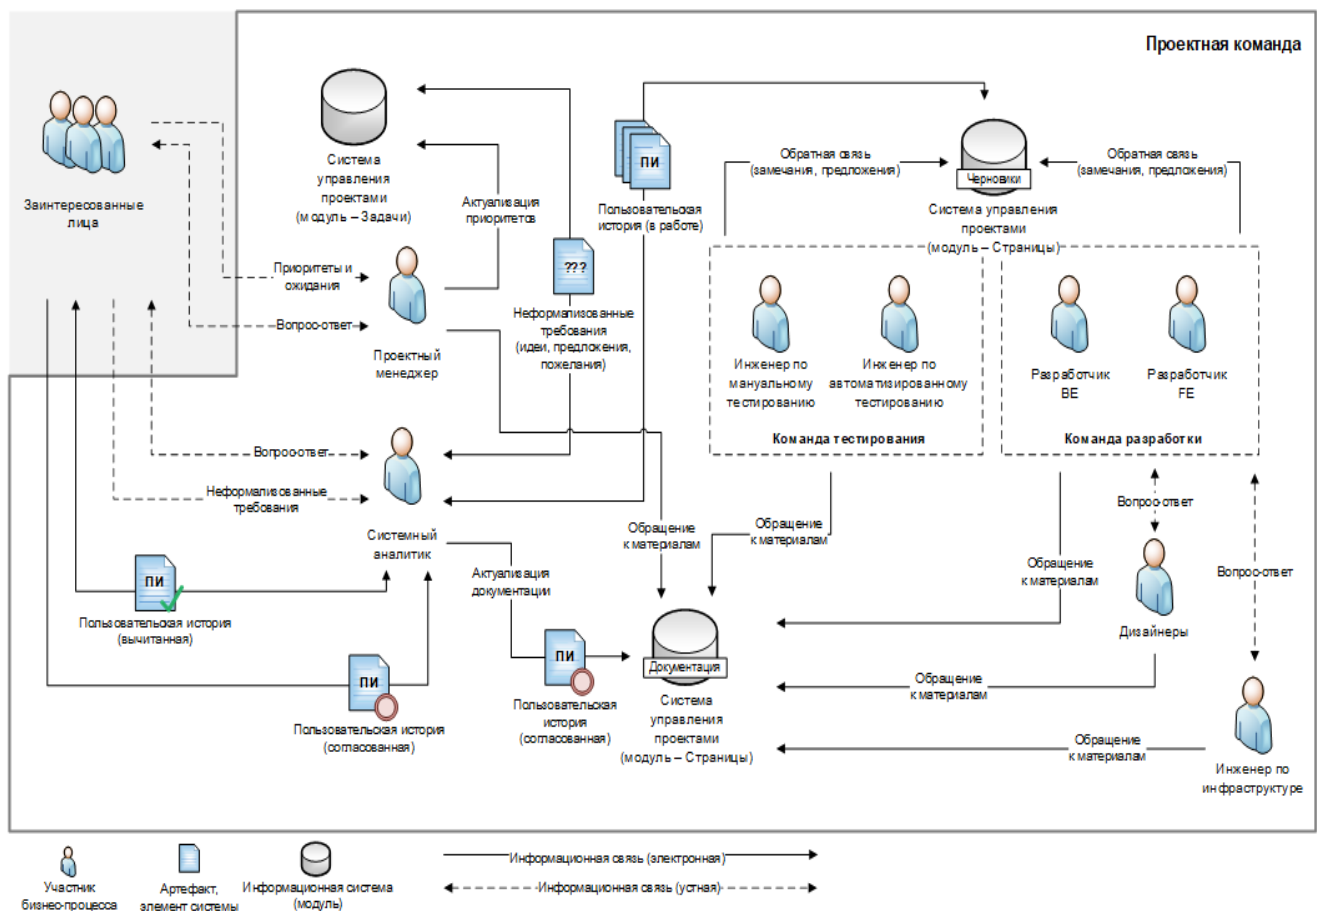 Проектная команда
Заинтересованные
лица
Система
управления
проектами
(модуль – Задачи)
Актуализация
приоритетов
Приоритеты и
ожидания
Вопрос-ответ
Проектный
менеджер
???
Неформализованные
требования
(идеи, предложения,
пожелания)
ПИ
Пользовательская
история (в работе)
Обратная связь
(замечания, предложения)
Черновики
Система управления
проектами
(модуль – Страницы)
Обратная связь
(замечания, предложения)
Инженер по
мануальному
тестированию
Инженер по
автоматизированному
тестированию
Команда тестирования
Разработчик
BE
Разработчик
FE
Команда разработки
Вопрос-ответ
Неформализованные
требования
Системный
аналитик
ПИ
Пользовательская история
(вычитанная)
ПИ
Пользовательская история
(согласованная)
Актуализация
документации
ПИ
Пользовательская
история
(согласованная)
Обращение
к материалам
Обращение
к материалам
Документация
Система
управления
проектами
(модуль – Страницы)
Обращение
к материалам
Вопрос-ответ
Дизайнеры
Обращение
к материалам
Вопрос-ответ
Обращение
к материалам
Инженер по
инфраструктуре
Участник
бизнес-процесса
Артефакт,
элемент системы
Информационная система
(модуль)
Информационная связь (электронная)
Информационная связь (устная)